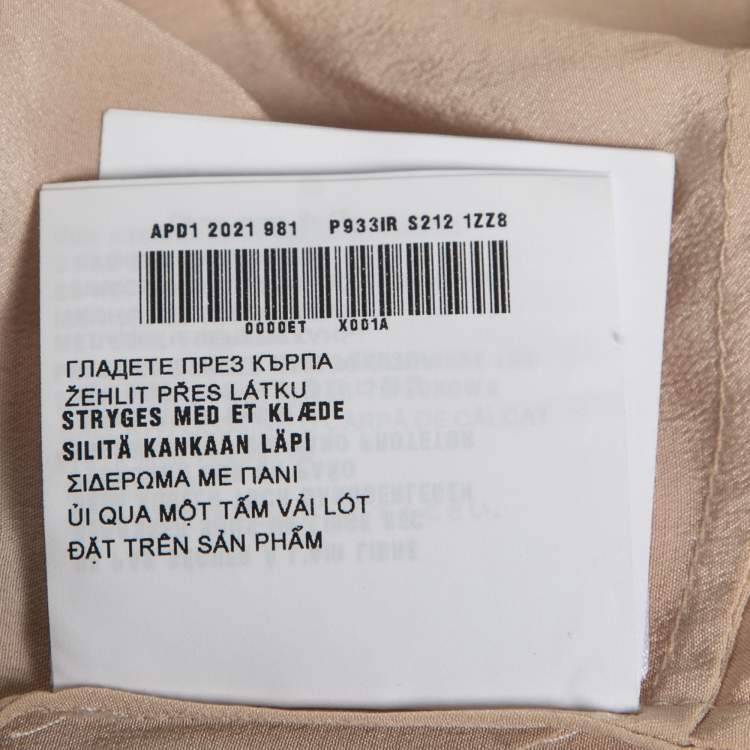 APD1 2021 981 P933IR S212 1ZZ8
0000ET X001A
ГЛАДЕТЕ ПРЕЗ КЪРПА
ŽEHLIT PŘES LÁTKU
STRYGES MED ET KLÆDE
SILITÄ KANKAAN LÄPI
ΣΙΔΕΡΩΜΑ ΜΕ ΠΑΝΙ
ỦI QUA MỘT TẤM VẢI LÓT
ĐẶT TRÊN SẢN PHẨM